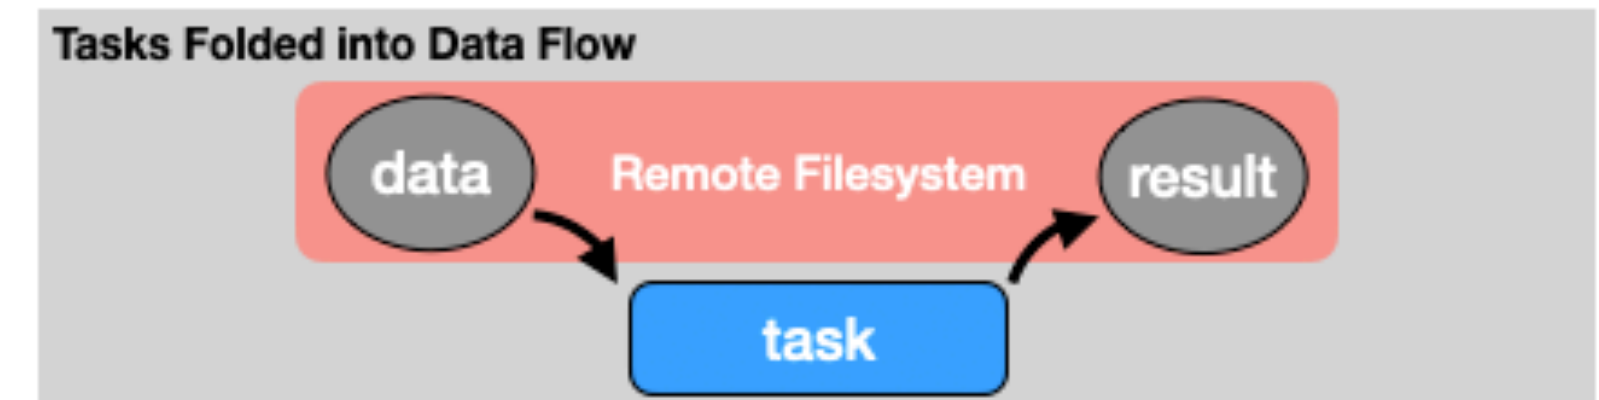 Tasks Folded into Data Flow
data
Remote Filesystem
result
task